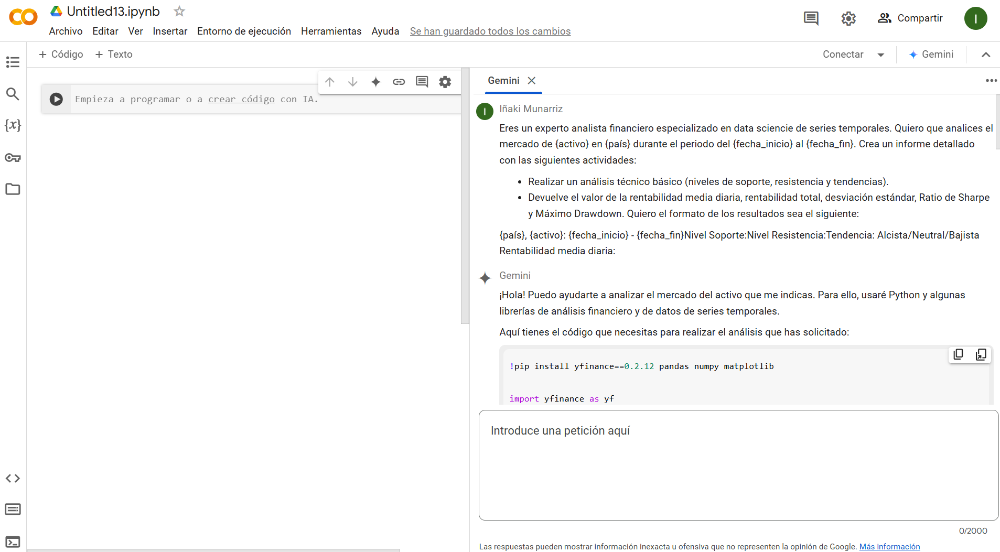 Untitled13.ipynb
Archivo Editar Ver Insertar Entorno de ejecución Herramientas Ayuda Se han guardado todos los cambios
Compartir
I
+ Código + Texto
Conectar
Gemini
Empieza a programar o a crear código con IA.
{x}
Gemini
I
Iñaki Munarriz
Eres un experto analista financiero especializado en data sciencie de series temporales. Quiero que analices el
mercado de {activo} en {país} durante el periodo del {fecha_inicio} al {fecha_fin}. Crea un informe detallado
con las siguientes actividades:
• Realizar un análisis técnico básico (niveles de soporte, resistencia y tendencias).
• Devuelve el valor de la rentabilidad media diaria, rentabilidad total, desviación estándar, Ratio de Sharpe
y Máximo Drawdown. Quiero el formato de los resultados sea el siguiente:
{país}, {activo}: {fecha_inicio} - {fecha_fin}Nivel Soporte:Nivel Resistencia:Tendencia: Alcista/Neutral/Bajista
Rentabilidad media diaria:
Gemini
¡Hola! Puedo ayudarte a analizar el mercado del activo que me indicas. Para ello, usaré Python y algunas
librerías de análisis financiero y de datos de series temporales.
Aquí tienes el código que necesitas para realizar el análisis que has solicitado:
!pip install yfinance==0.2.12 pandas numpy matplotlib
import yfinance as yf
Introduce una petición aquí
0/2000
Las respuestas pueden mostrar información inexacta u ofensiva que no representen la opinión de Google. Más información